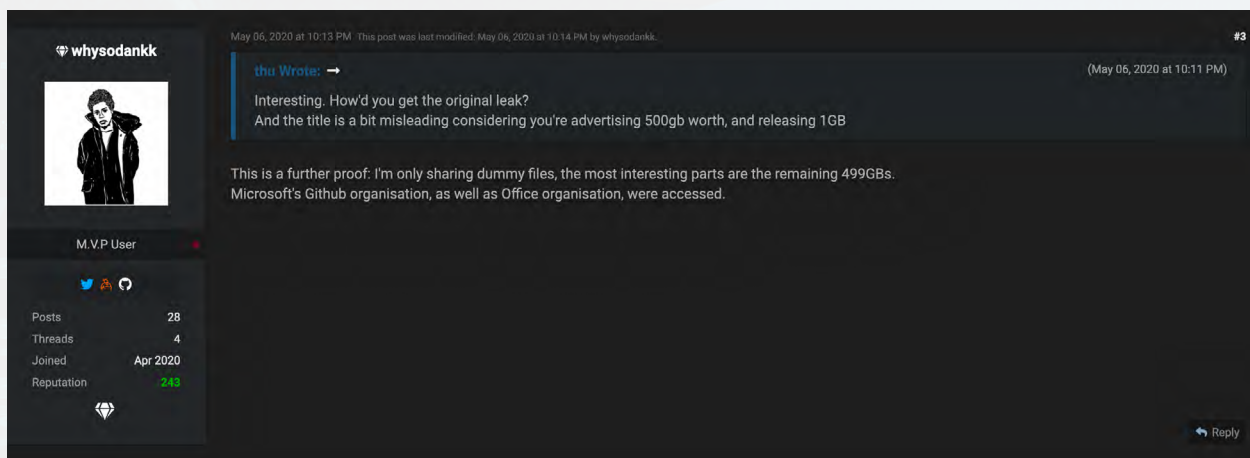 whysodankk
May 06, 2020 at 10:13 PM This post was last modified: May 06, 2020 at 10:14 PM by whysodankk.
#3
thu Wrote: →
(May 06, 2020 at 10:11 PM)
Interesting. How'd you get the original leak?
And the title is a bit misleading considering you're advertising 500gb worth, and releasing 1GB
This is a further proof: I'm only sharing dummy files, the most interesting parts are the remaining 499GBs.
Microsoft's Github organisation, as well as Office organisation, were accessed.
M.V.P User
Posts 28
Threads 4
Joined Apr 2020
Reputation 243
Reply